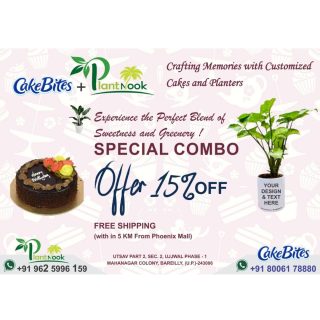 CakeBites + PlantNook
Crafting Memories with Customized
Cakes and Planters
Experience the Perfect Blend of
Sweetness and Greenery !
SPECIAL COMBO
Offer 15% OFF
YOUR
DESIGN
& TEXT
HERE
FREE SHIPPING
(with in 5 KM From Phoenix Mall)
PlantNook
+91 962 5996 159
UTSAV PART 2, SEC. 2, UJJWAL PHASE - 1
MAHANAGAR COLONY, BAREILLY, (U.P.)-243006
CakeBites
+91 80061 78880